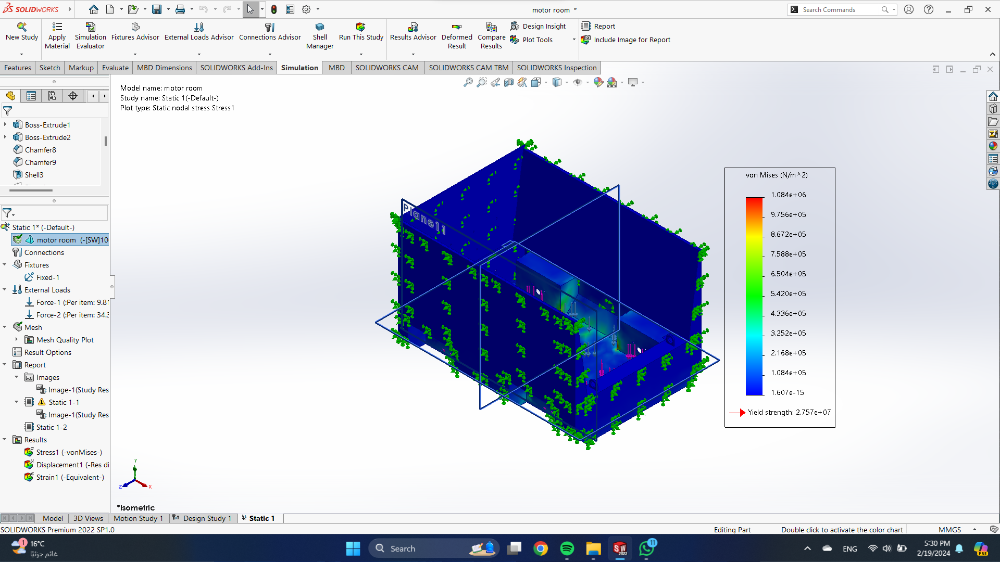 SOLIDWORKS
motor room *
Search Commands
New Study
Apply Material
Simulation Evaluator
Fixtures Advisor
External Loads Advisor
Connections Advisor
Shell Manager
Run This Study
Results Advisor
Deformed Result
Compare Results
Design Insight
Plot Tools
Report
Include Image for Report
Features
Sketch
Markup
Evaluate
MBD Dimensions
SOLIDWORKS Add-Ins
Simulation
MBD
SOLIDWORKS CAM
SOLIDWORKS CAM TBM
SOLIDWORKS Inspection
Model name: motor room
Study name: Static 1(-Default-)
Plot type: Static nodal stress Stress1
Boss-Extrude1
Boss-Extrude2
Chamfer8
Chamfer9
Shell3
Static 1* (-Default-)
motor room (-[SW]10
Connections
Fixtures
Fixed-1
External Loads
Force-1 (:Per item: 9.81
Force-2 (:Per item: 34.3
Mesh
Mesh Quality Plot
Result Options
Report
Images
Image-1(Study Res
Static 1-1
Image-1(Study Res
Static 1-2
Results
Stress1 (-vonMises-)
Displacement1 (-Res di
Strain1 (-Equivalent-)
Plane11
von Mises (N/m^2)
1.084e+06
9.756e+05
8.672e+05
7.588e+05
6.504e+05
5.420e+05
4.336e+05
3.252e+05
2.168e+05
1.084e+05
1.607e-15
Yield strength: 2.757e+07
Y
Z
X
*Isometric
Model
3D Views
Motion Study 1
Design Study 1
Static 1
SOLIDWORKS Premium 2022 SP1.0
Editing Part
Double click to activate the color chart
MMGS
1
16°C
غائم جزئيًا
Search
SW
2022
11
ENG
5:30 PM
2/19/2024
PRE